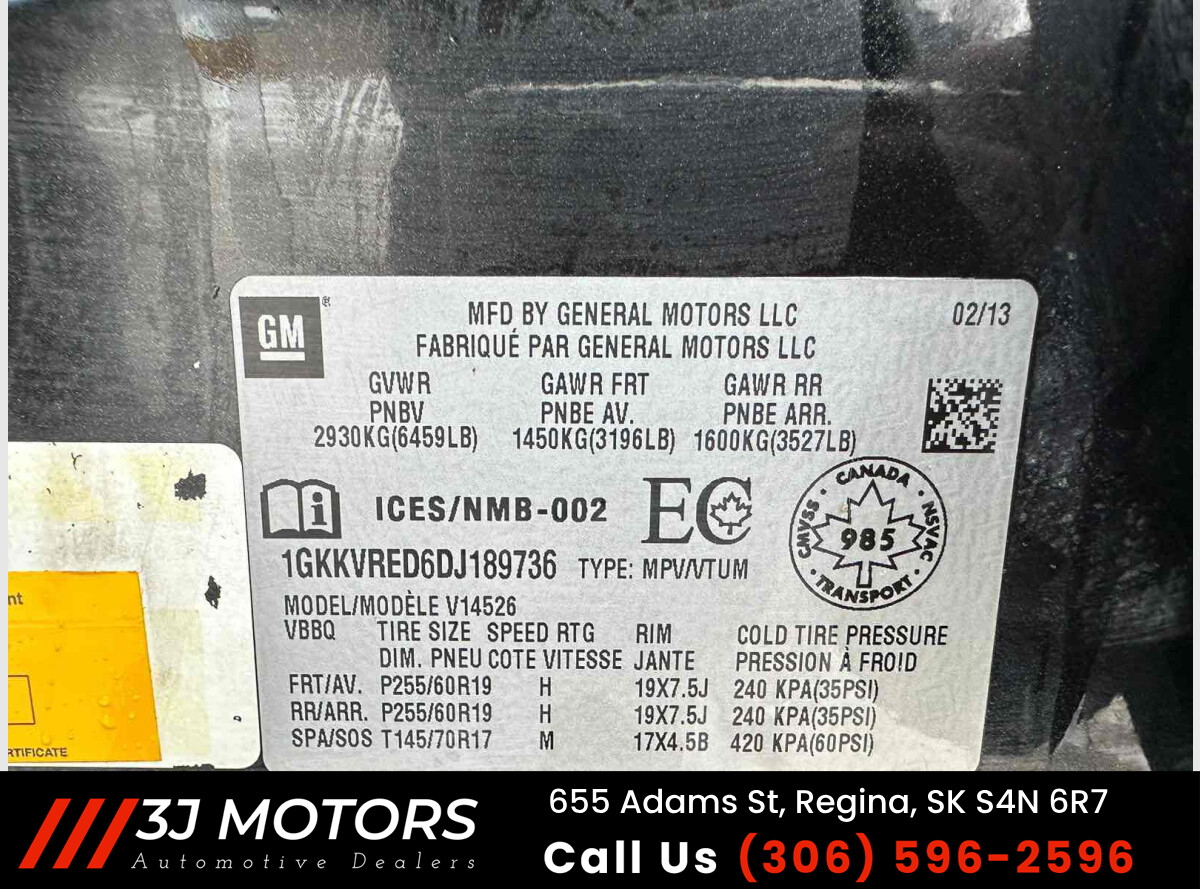 GM
®
MFD BY GENERAL MOTORS LLC
02/13
FABRIQUÉ PAR GENERAL MOTORS LLC
GVWR GAWR FRT GAWR RR
PNBV PNBE AV. PNBE ARR.
2930KG(6459LB) 1450KG(3196LB) 1600KG(3527LB)
i ICES/NMB-002 EC
CANADA
CMVSS 985 NSVAC
TRANSPORT
1GKKVRED6DJ189736 TYPE: MPV/VTUM
MODEL/MODÈLE V14526
VBBQ TIRE SIZE SPEED RTG RIM COLD TIRE PRESSURE
DIM. PNEU COTE VITESSE JANTE PRESSION À FROID
FRT/AV. P255/60R19 H 19X7.5J 240 KPA(35PSI)
RR/ARR. P255/60R19 H 19X7.5J 240 KPA(35PSI)
SPA/SOS T145/70R17 M 17X4.5B 420 KPA(60PSI)
3J MOTORS
Automotive Dealers
655 Adams St, Regina, SK S4N 6R7
Call Us (306) 596-2596